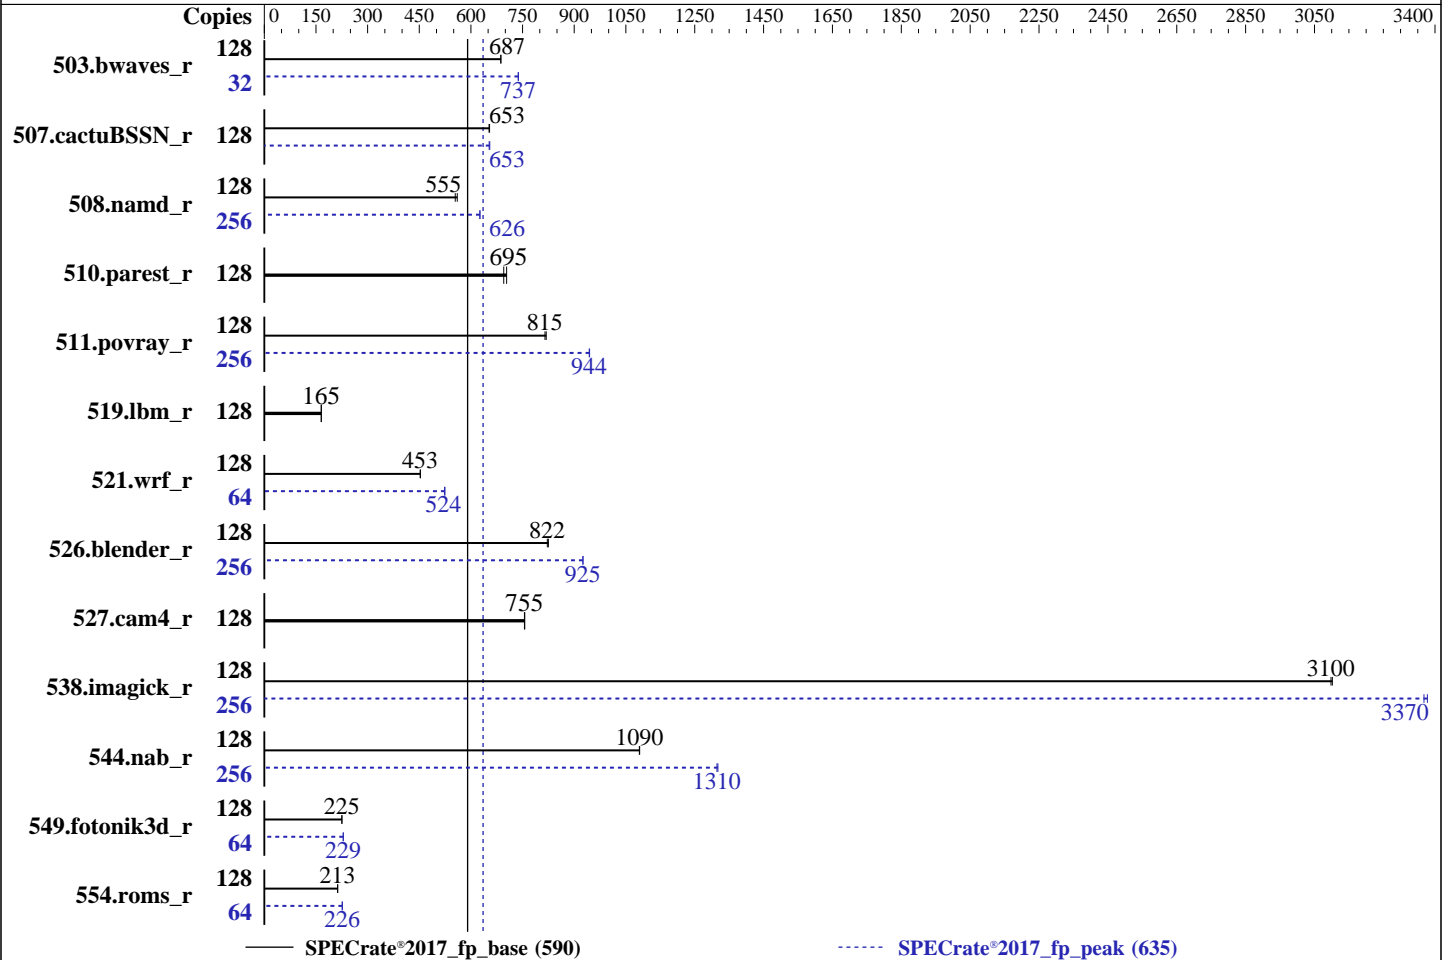 Copies 0 150 300 450 600 750 900 1050 1250 1450 1650 1850 2050 2250 2450 2650 2850 3050 3400
503.bwaves_r 128 687
32 737
507.cactuBSSN_r 128 653
653
508.namd_r 128 555
256 626
510.parest_r 128 695
511.povray_r 128 815
256 944
519.lbm_r 128 165
521.wrf_r 128 453
64 524
526.blender_r 128 822
256 925
527.cam4_r 128 755
538.imagick_r 128 3100
256 3370
544.nab_r 128 1090
256 1310
549.fotonik3d_r 128 225
64 229
554.roms_r 128 213
64 226
SPECrate®2017_fp_base (590) SPECrate®2017_fp_peak (635)